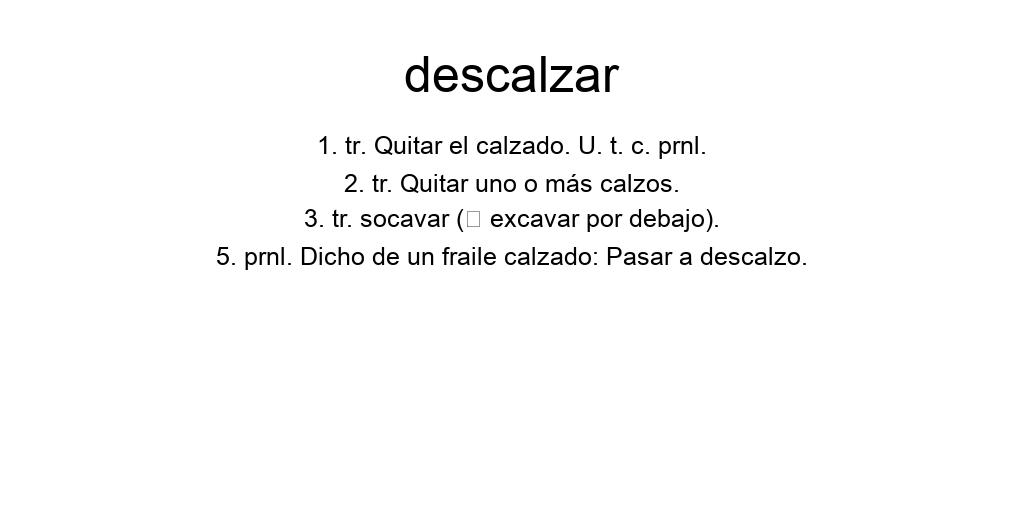 descalzar
1. tr. Quitar el calzado. U. t. c. prnl.
2. tr. Quitar uno o más calzos.
3. tr. socavar (□ excavar por debajo).
5. prnl. Dicho de un fraile calzado: Pasar a descalzo.